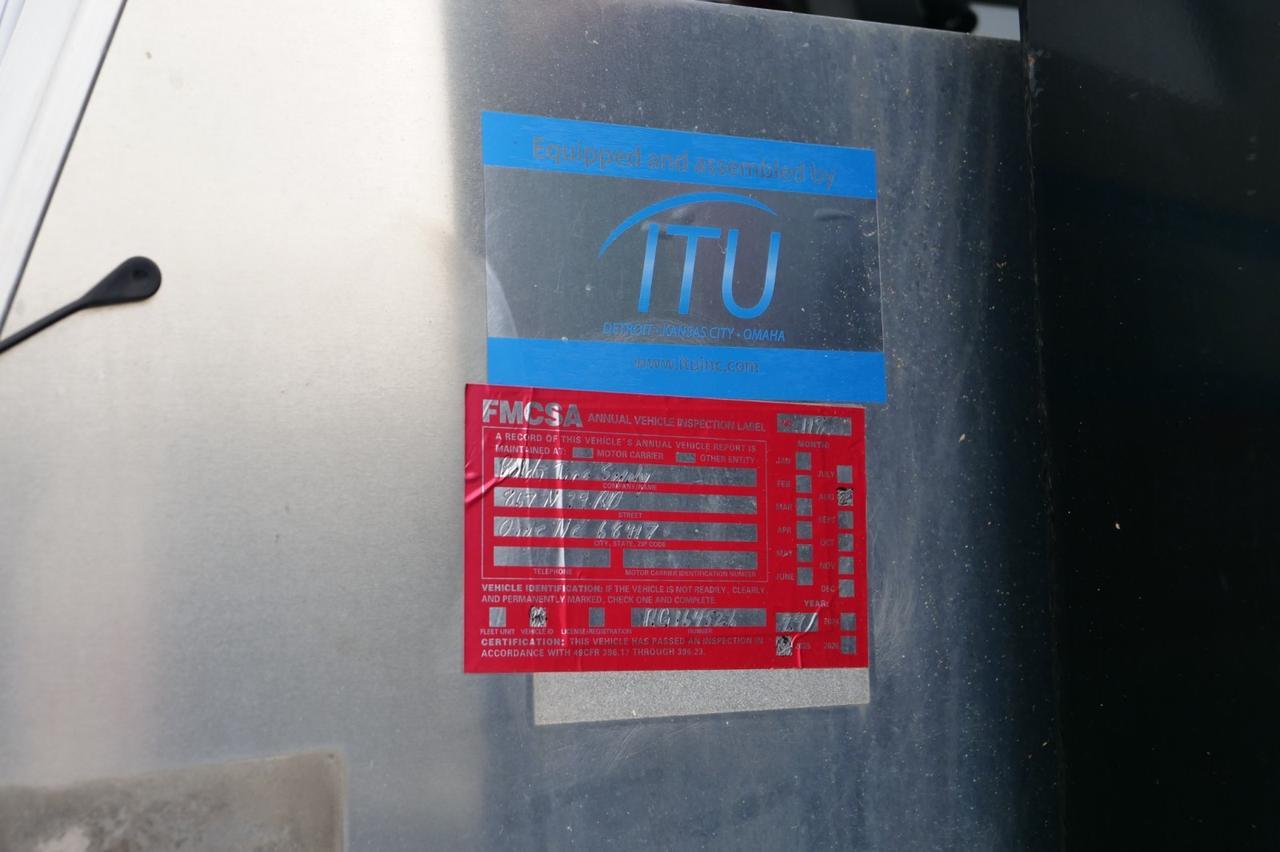 Equipped and assembled by
ITU
DETROIT • KANSAS CITY • OMAHA
www.ituinc.com
FMCSA ANNUAL VEHICLE INSPECTION LABEL
A RECORD OF THIS VEHICLE'S ANNUAL VEHICLE REPORT IS
MAINTAINED AT: MOTOR CARRIER OTHER ENTITY
COMPANY NAME
STREET
CITY, STATE, ZIP CODE
TELEPHONE MOTOR CARRIER IDENTIFICATION NUMBER
VEHICLE IDENTIFICATION: IF THE VEHICLE IS NOT READILY, CLEARLY,
AND PERMANENTLY MARKED, CHECK ONE AND COMPLETE.
FLEET UNIT VEHICLE ID LICENSE/REGISTRATION NUMBER
CERTIFICATION: THIS VEHICLE HAS PASSED AN INSPECTION IN
ACCORDANCE WITH 49CFR 396.17 THROUGH 396.23.
MONTH:
JAN JULY
FEB AUG
MAR SEPT
APR OCT
MAY NOV
JUNE DEC
YEAR:
2024
2025 2026